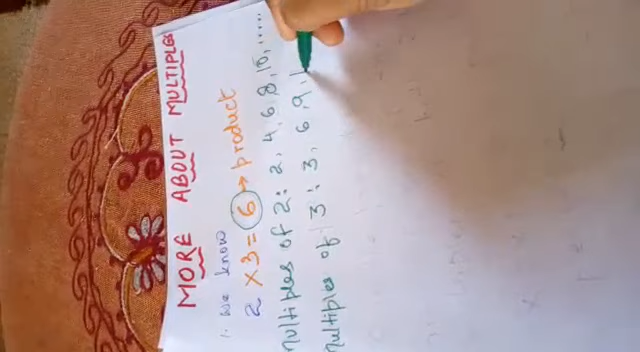 MORE ABOUT MULTIPLES
1. We know
2 × 3 = 6 → product
Multiples of 2: 2, 4, 6, 8, 10, .....
Multiples of 3: 3, 6, 9, 1